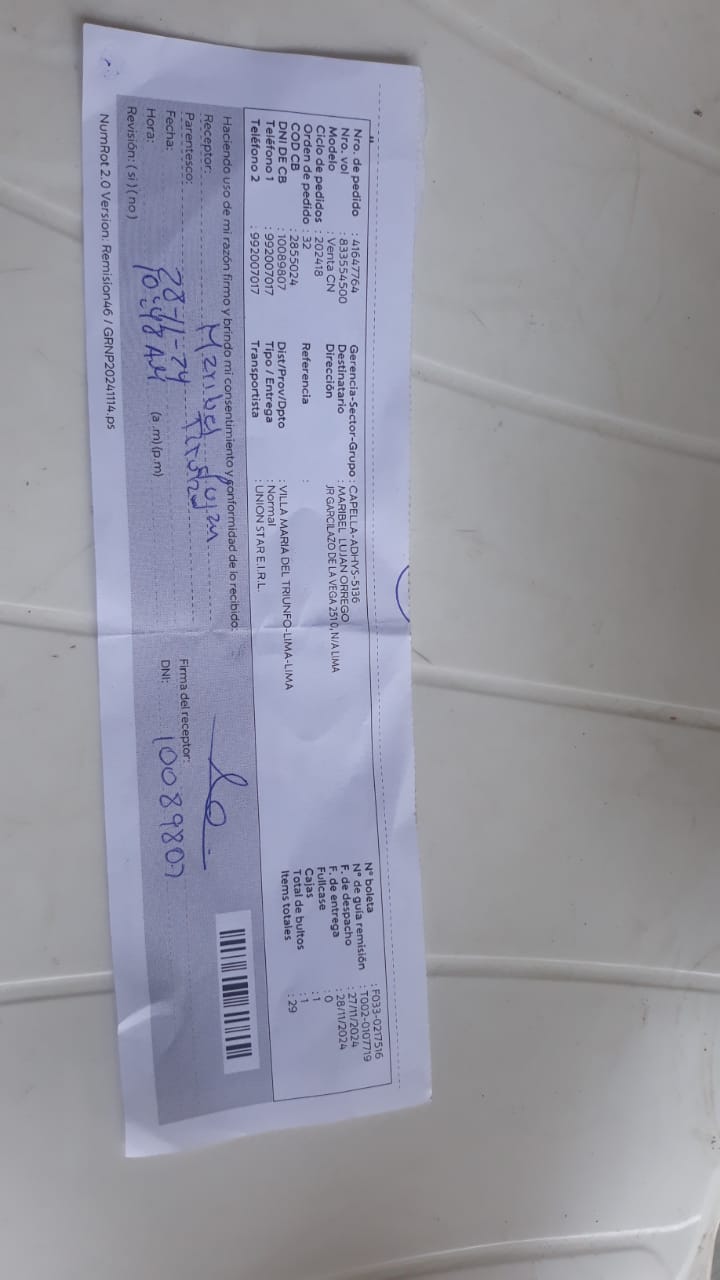 Nro. de pedido : 41647764
Nro. vol : 833554500
Modelo : Venta CN
Ciclo de pedidos : 202418
Orden de pedido : 32
COD CB : 2855024
DNI DE CB : 10089807
Teléfono 1 : 992007017
Teléfono 2 : 992007017
Gerencia-Sector-Grupo : CAPELLA-ADHVS-5136
Destinatario : MARIBEL LUJAN ORREGO
Dirección JR GARCILAZO DE LA VEGA 2510, N/A LIMA
Referencia :
Dist/Prov/Dpto : VILLA MARIA DEL TRIUNFO-LIMA-LIMA
Tipo / Entrega : Normal
Transportista : UNION STAR E.I.R.L.
N° boleta : F033-0217516
N° de guía remisión : T002-0107719
F. de despacho : 27/11/2024
F. de entrega : 28/11/2024
Fullcase : 0
Cajas : 1
Total de bultos : 1
Items totales : 29
Haciendo uso de mi razón firmo y brindo mi consentimiento y conformidad de lo recibido:
Receptor: Maribel Lujan
Parentesco: Titular
Fecha: 28-11-24
Hora: 10:48 AM (a.m) (p.m)
Revisión: ( si ) ( no )
Firma del receptor:
DNI: 10089807
NumRot 2.0 Version: Remision46 / GRNP20241114.ps